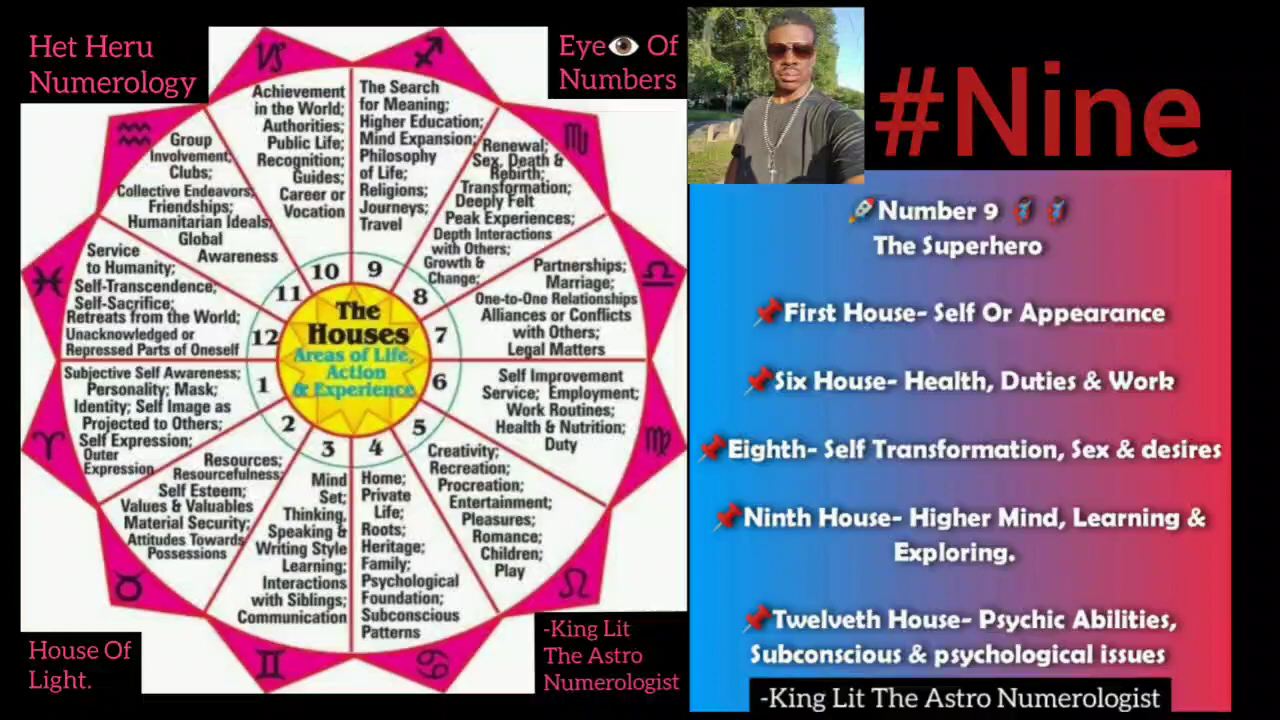 Het Heru
Numerology
Eye👁 Of
Numbers
#Nine
Achievement
in the World;
Authorities;
Public Life;
Recognition;
Guides;
Career or
Vocation
The Search
for Meaning;
Higher Education;
Mind Expansion;
Philosophy
of Life;
Religions;
Journeys;
Travel
Renewal;
Sex, Death &
Rebirth;
Transformation;
Deeply Felt
Peak Experiences;
Depth Interactions
with Others;
Growth &
Change;
Partnerships;
Marriage;
One-to-One Relationships
Alliances or Conflicts
with Others;
Legal Matters
Self Improvement
Service; Employment;
Work Routines;
Health & Nutrition;
Duty
Creativity;
Recreation;
Procreation;
Entertainment;
Pleasures;
Romance;
Children;
Play
Home;
Private
Life;
Roots;
Heritage;
Family;
Psychological
Foundation;
Subconscious
Patterns
Mind
Set;
Thinking,
Speaking &
Writing Style
Learning;
Interactions
with Siblings;
Communication
Resources;
Resourcefulness;
Self Esteem;
Values & Valuables
Material Security;
Attitudes Towards
Possessions
Subjective Self Awareness;
Personality; Mask;
Identity; Self Image as
Projected to Others;
Self Expression;
Outer
Expression
Service
to Humanity;
Self-Transcendence;
Self-Sacrifice;
Retreats from the World;
Unacknowledged or
Repressed Parts of Oneself
Group
Involvement;
Clubs;
Collective Endeavors;
Friendships;
Humanitarian Ideals;
Global
Awareness
10
9
8
7
6
5
4
3
2
1
12
11
The
Houses
Areas of Life,
Action
& Experience
House Of
Light.
-King Lit
The Astro
Numerologist
🚀Number 9 🦸🦸
The Superhero
📌First House- Self Or Appearance
📌Six House- Health, Duties & Work
📌Eighth- Self Transformation, Sex & desires
📌Ninth House- Higher Mind, Learning &
Exploring.
📌Twelveth House- Psychic Abilities,
Subconscious & psychological issues
-King Lit The Astro Numerologist